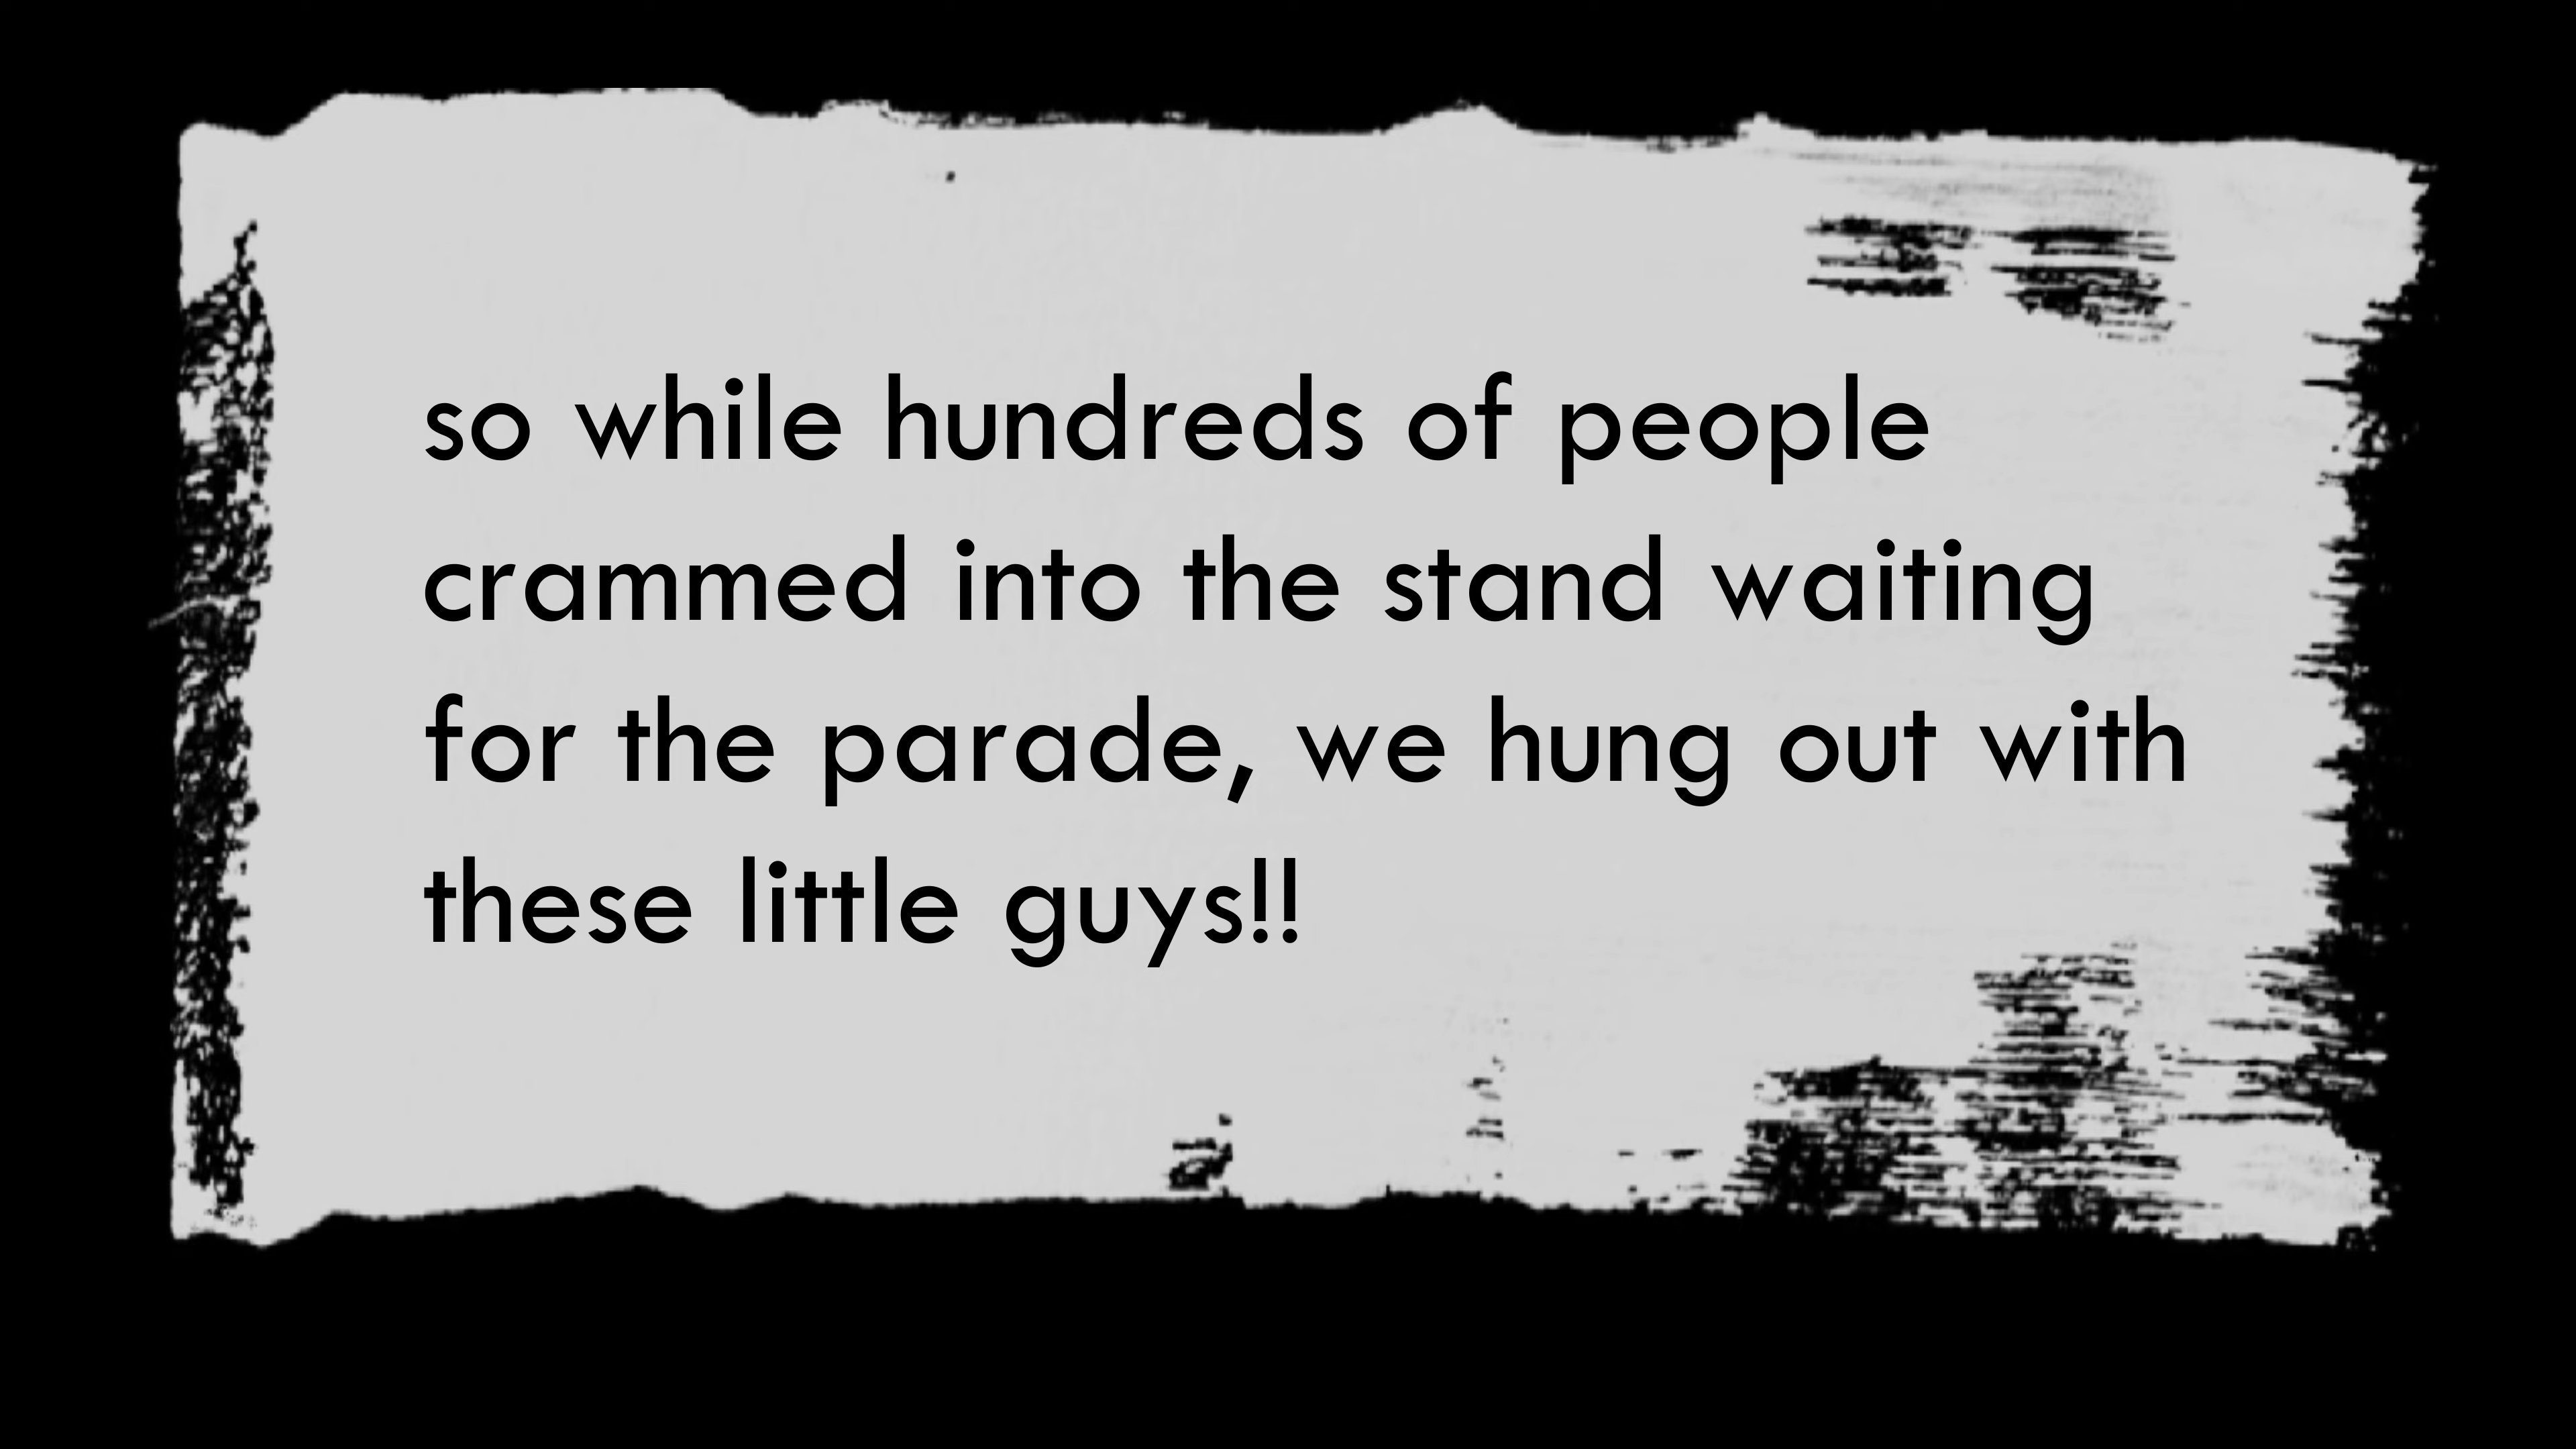 so while hundreds of people
crammed into the stand waiting
for the parade, we hung out with
these little guys!!